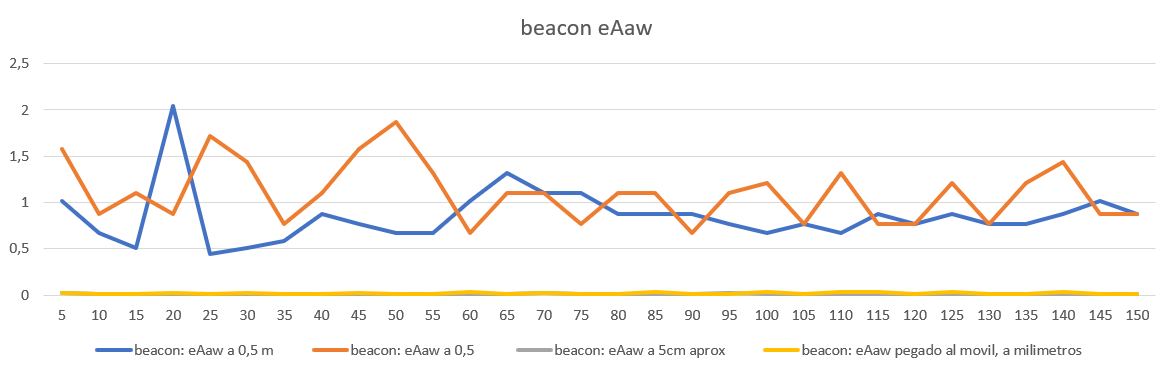 beacon eAaw
2,5
2
1,5
1
0,5
0
5 10 15 20 25 30 35 40 45 50 55 60 65 70 75 80 85 90 95 100 105 110 115 120 125 130 135 140 145 150
beacon: eAaw a 0,5 m beacon: eAaw a 0,5 beacon: eAaw a 5cm aprox beacon: eAaw pegado al movil, a milimetros